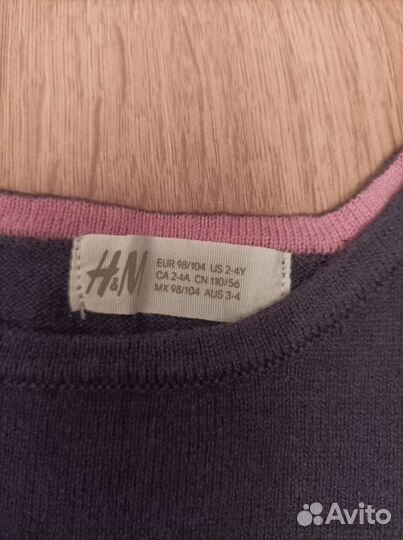 H&M
EUR 98/104 US 2-4Y
CA 2-4A CN 110/56
MX 98/104 AUS 3-4
Avito